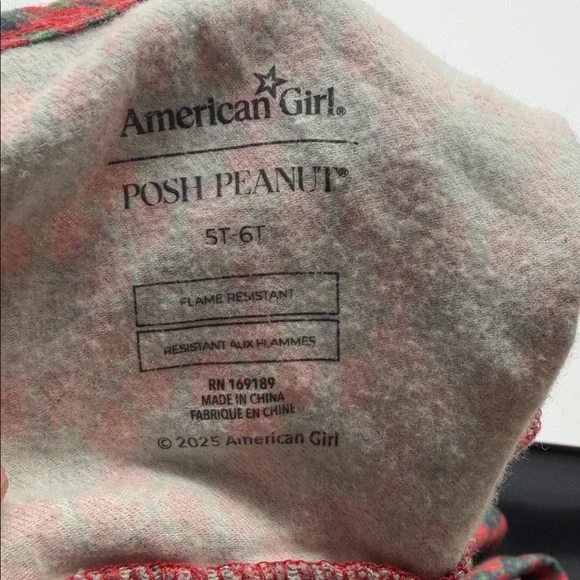 American Girl®
POSH PEANUT®
5T-6T
FLAME RESISTANT
RESISTANT AUX FLAMMES
RN 169189
MADE IN CHINA
FABRIQUÉ EN CHINE
© 2025 American Girl